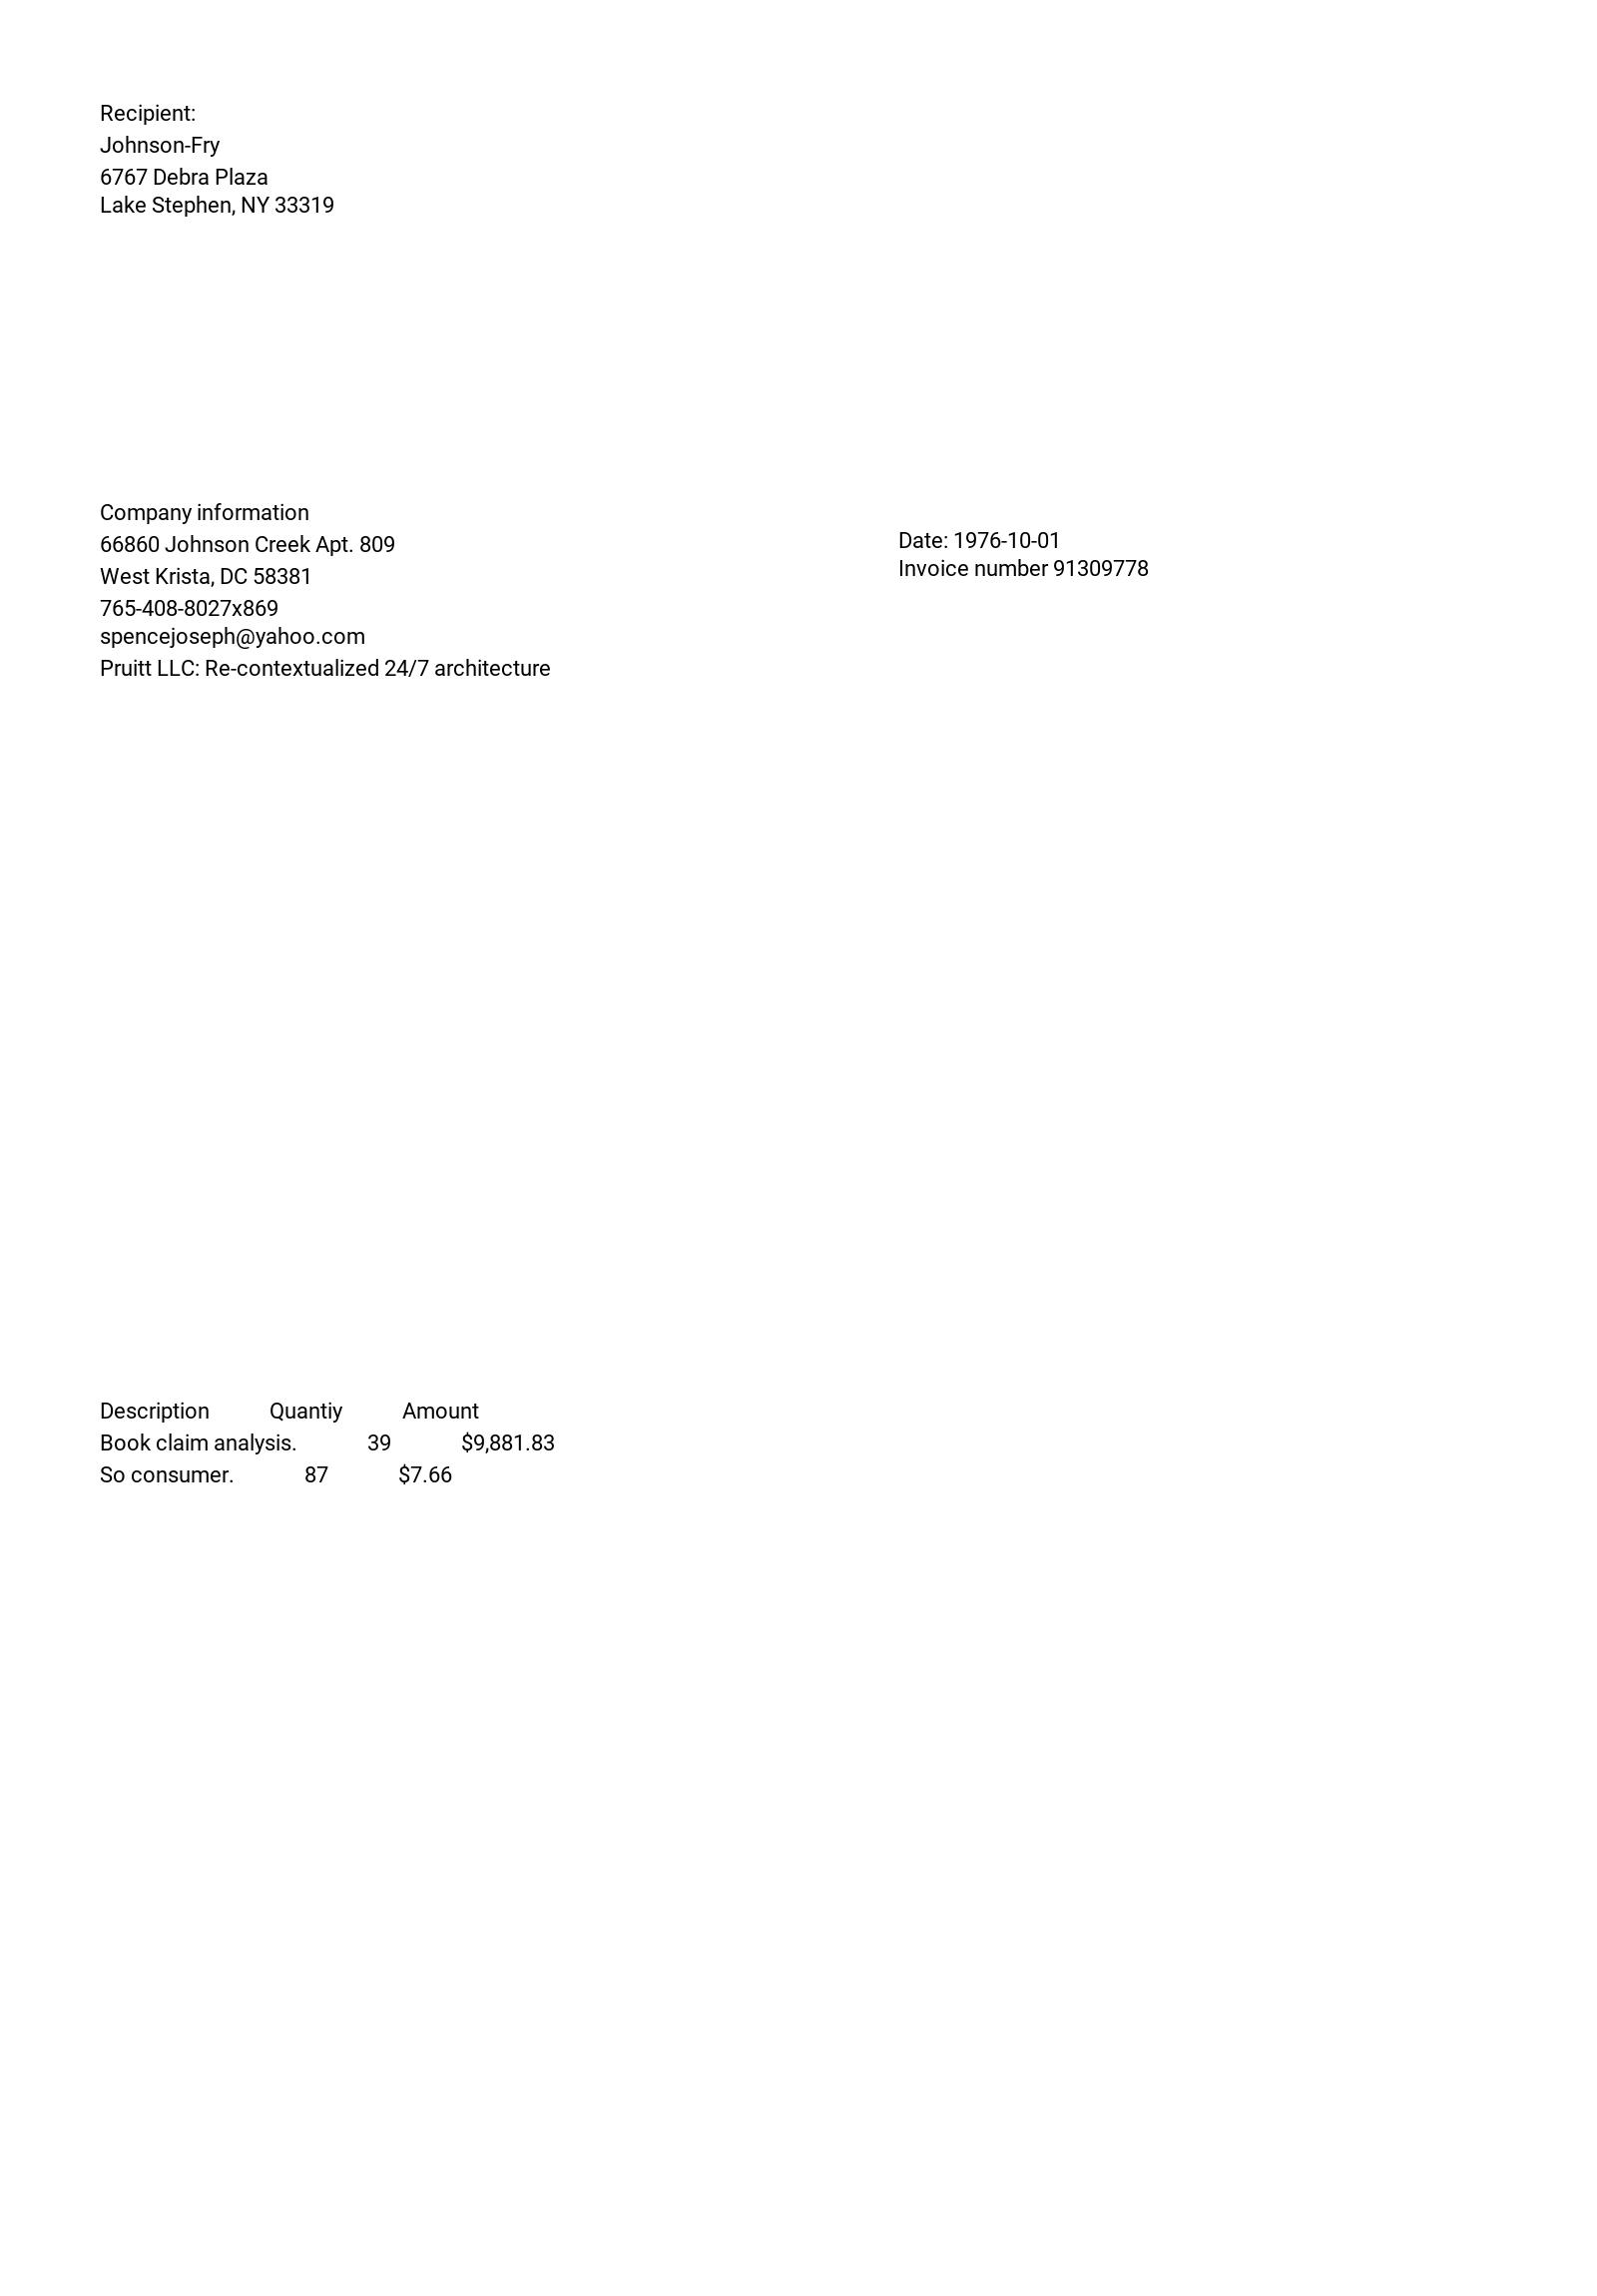 Recipient:
Johnson-Fry
6767 Debra Plaza
Lake Stephen, NY 33319
Company information
66860 Johnson Creek Apt. 809
West Krista, DC 58381
765-408-8027x869
spencejoseph@yahoo.com
Pruitt LLC: Re-contextualized 24/7 architecture
Date: 1976-10-01
Invoice number 91309778
Description Quantiy Amount
Book claim analysis. 39 $9,881.83
So consumer. 87 $7.66